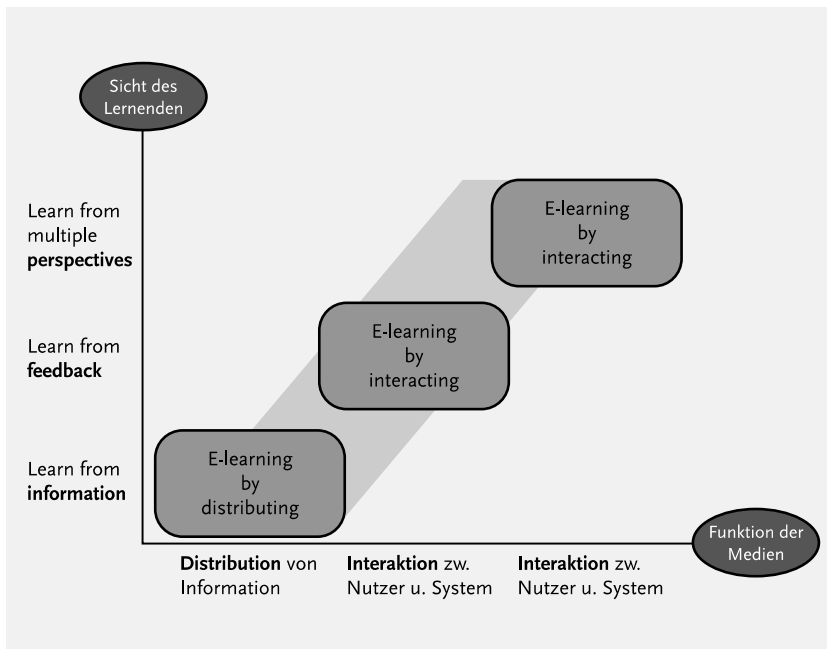 Sicht des
Lernenden
Learn from
multiple
perspectives
E-learning
by
interacting
Learn from
feedback
E-learning
by
interacting
Learn from
information
E-learning
by
distributing
Funktion der
Medien
Distribution von
Information
Interaktion zw.
Nutzer u. System
Interaktion zw.
Nutzer u. System